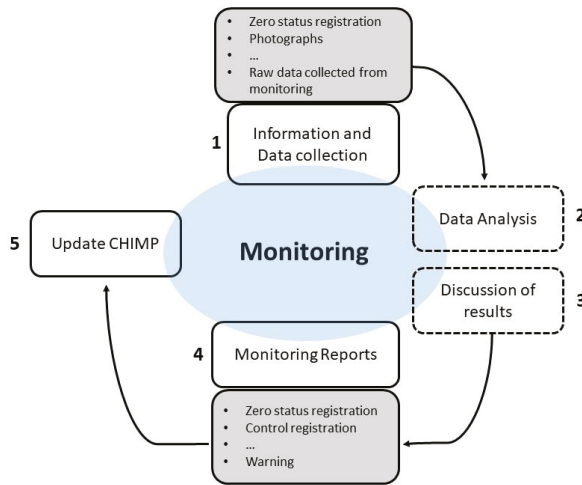 • Zero status registration
• Photographs
• ...
• Raw data collected from
monitoring
1
Information and
Data collection
2
Data Analysis
3
Discussion of
results
4
Monitoring Reports
• Zero status registration
• Control registration
• ...
• Warning
5
Update CHIMP
Monitoring